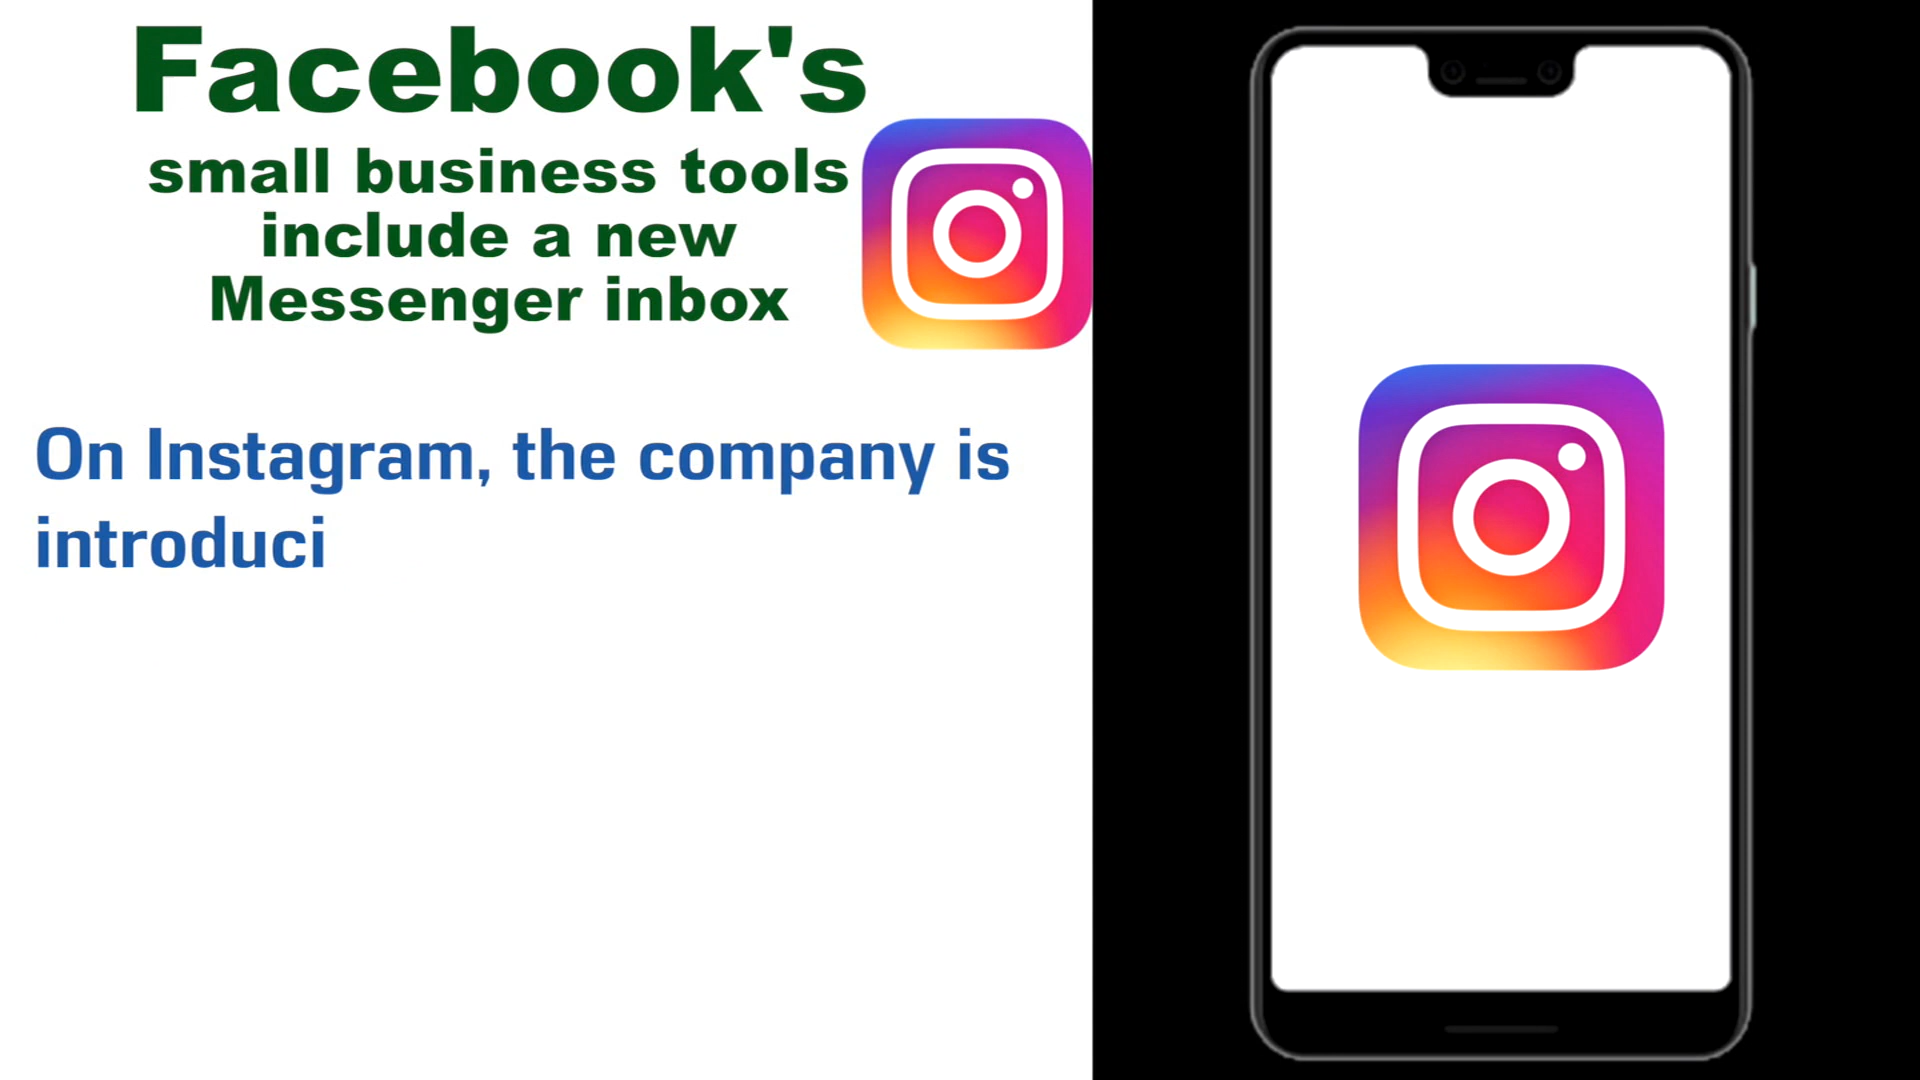 Facebook's
small business tools
include a new
Messenger inbox
On Instagram, the company is
introduci